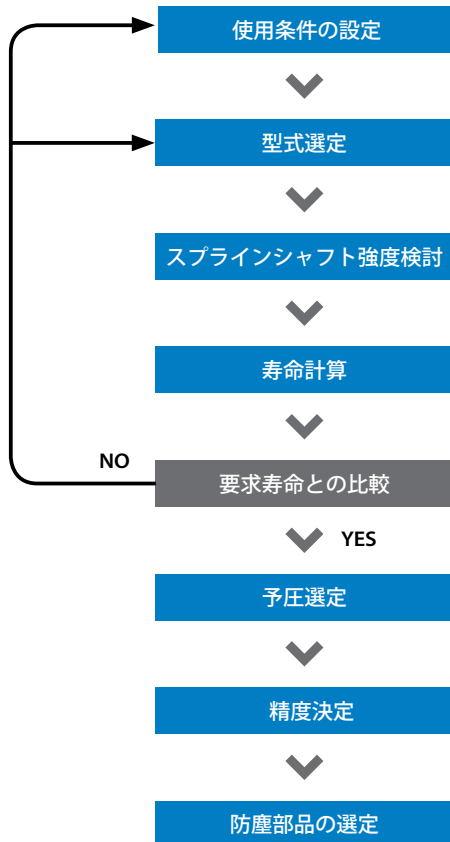 使用条件の設定
型式選定
スプラインシャフト強度検討
寿命計算
NO
要求寿命との比較
YES
予圧選定
精度決定
防塵部品の選定